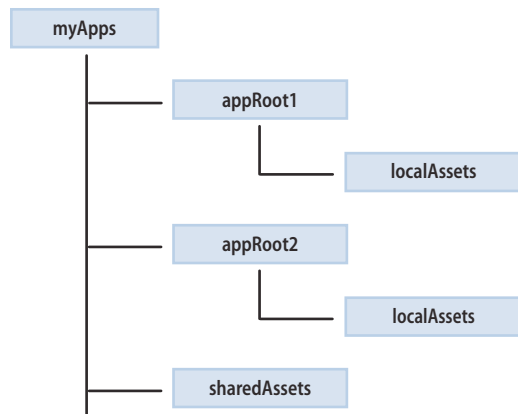 myApps
appRoot1
localAssets
appRoot2
localAssets
sharedAssets